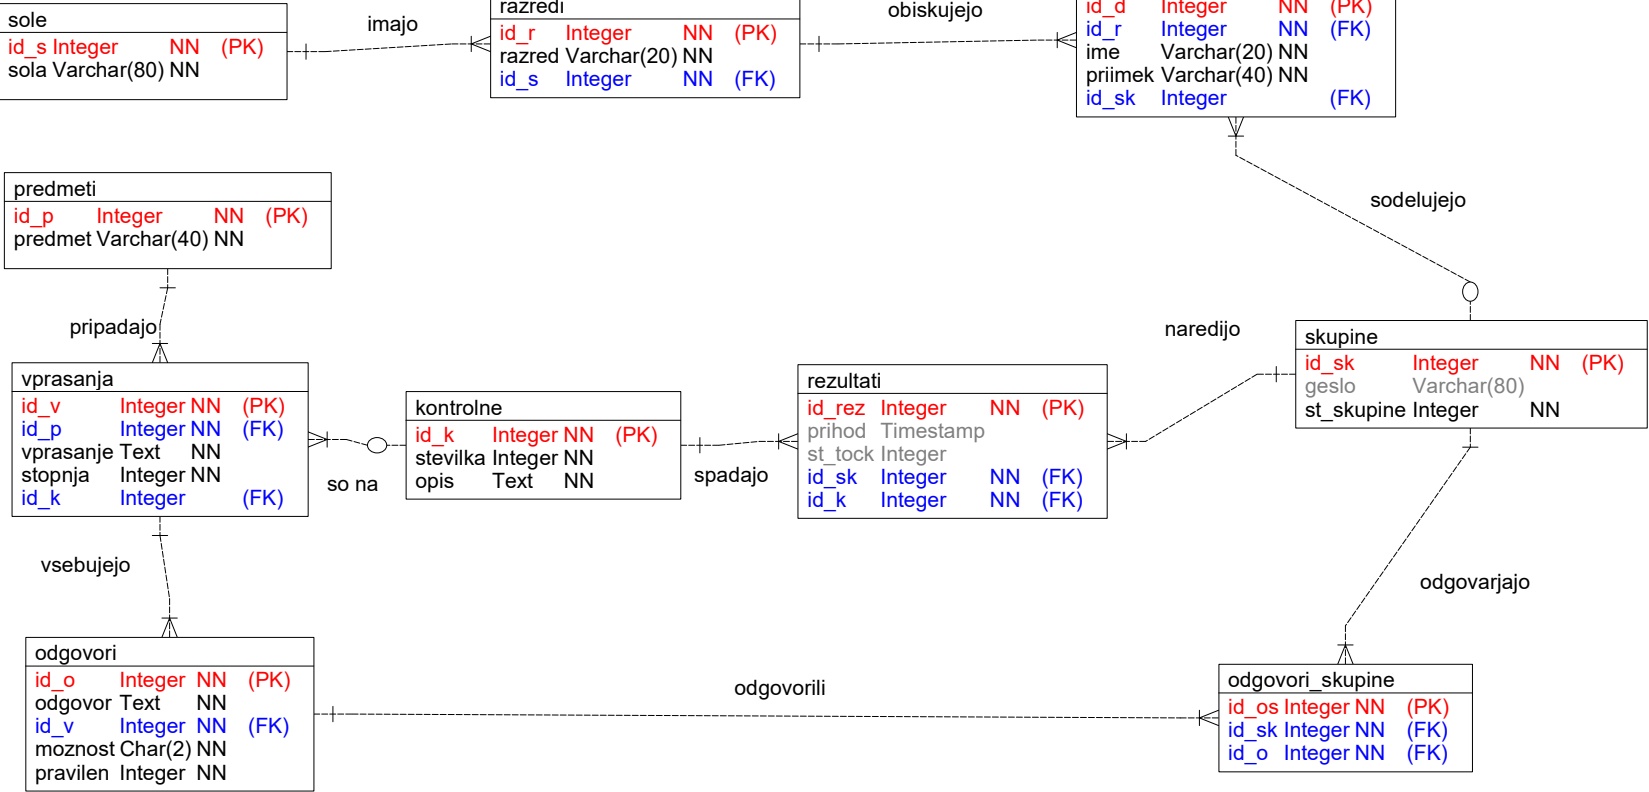 sole
id_s Integer NN (PK)
sola Varchar(80) NN
imajo
razredi
id_r Integer NN (PK)
razred Varchar(20) NN
id_s Integer NN (FK)
obiskujejo
id_d Integer NN (PK)
id_r Integer NN (FK)
ime Varchar(20) NN
priimek Varchar(40) NN
id_sk Integer (FK)
sodelujejo
predmeti
id_p Integer NN (PK)
predmet Varchar(40) NN
pripadajo
vprasanja
id_v Integer NN (PK)
id_p Integer NN (FK)
vprasanje Text NN
stopnja Integer NN
id_k Integer (FK)
so na
kontrolne
id_k Integer NN (PK)
stevilka Integer NN
opis Text NN
spadajo
rezultati
id_rez Integer NN (PK)
prihod Timestamp
st_tock Integer
id_sk Integer NN (FK)
id_k Integer NN (FK)
naredijo
skupine
id_sk Integer NN (PK)
geslo Varchar(80)
st_skupine Integer NN
vsebujejo
odgovarjajo
odgovori
id_o Integer NN (PK)
odgovor Text NN
id_v Integer NN (FK)
moznost Char(2) NN
pravilen Integer NN
odgovorili
odgovori_skupine
id_os Integer NN (PK)
id_sk Integer NN (FK)
id_o Integer NN (FK)